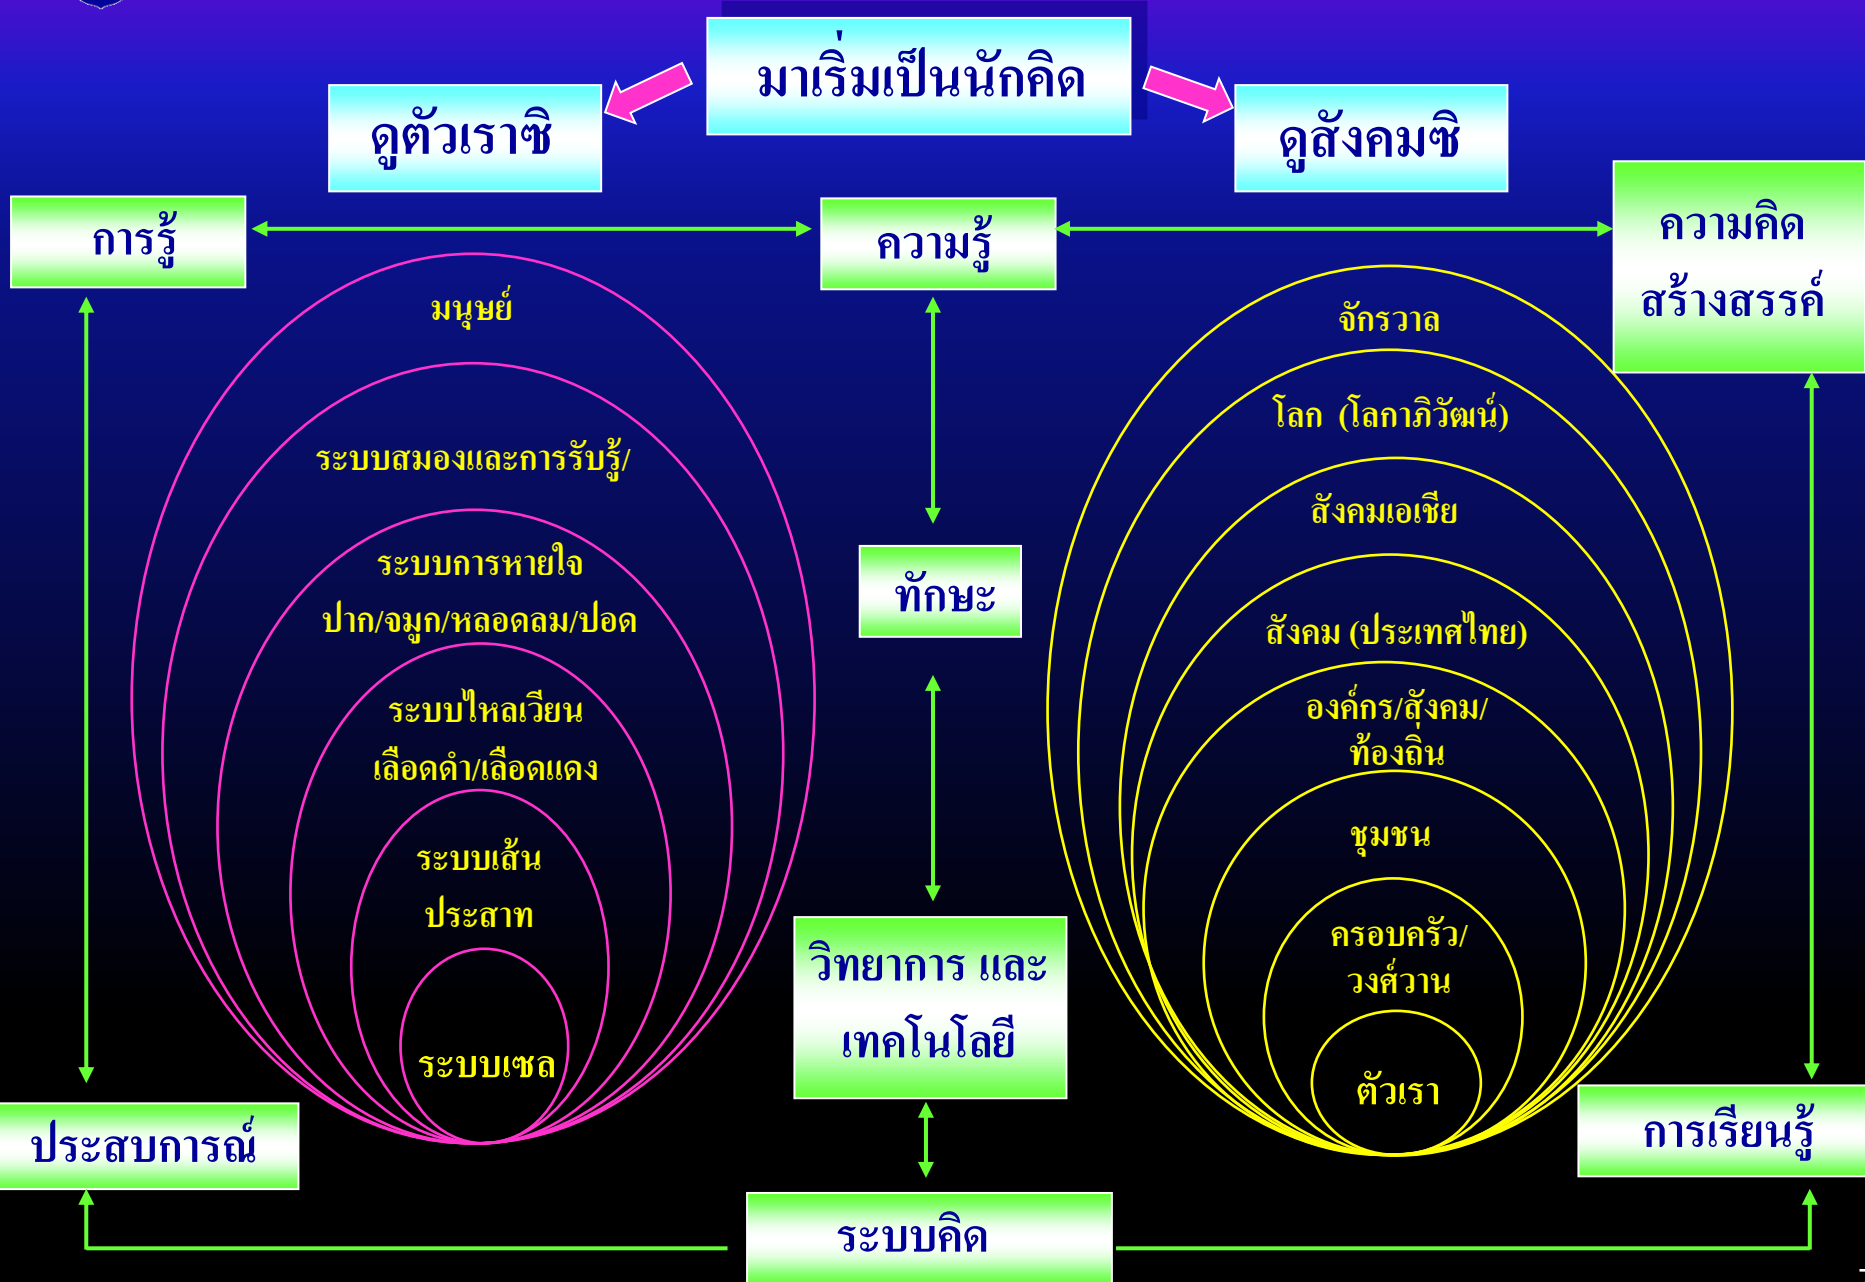 มาเริ่มเป็นนักคิด
ดูตัวเราซิ
ดูสังคมซิ
การรู้
ความรู้
ความคิด
สร้างสรรค์
มนุษย์
ระบบสมองและการรับรู้/
ระบบการหายใจ
ปาก/จมูก/หลอดลม/ปอด
ระบบไหลเวียน
เลือดดำ/เลือดแดง
ระบบเส้น
ประสาท
ระบบเซล
ทักษะ
วิทยาการ และ
เทคโนโลยี
จักรวาล
โลก (โลกาภิวัฒน์)
สังคมเอเชีย
สังคม (ประเทศไทย)
องค์กร/สังคม/
ท้องถิ่น
ชุมชน
ครอบครัว/
วงศ์วาน
ตัวเรา
ประสบการณ์
การเรียนรู้
ระบบคิด